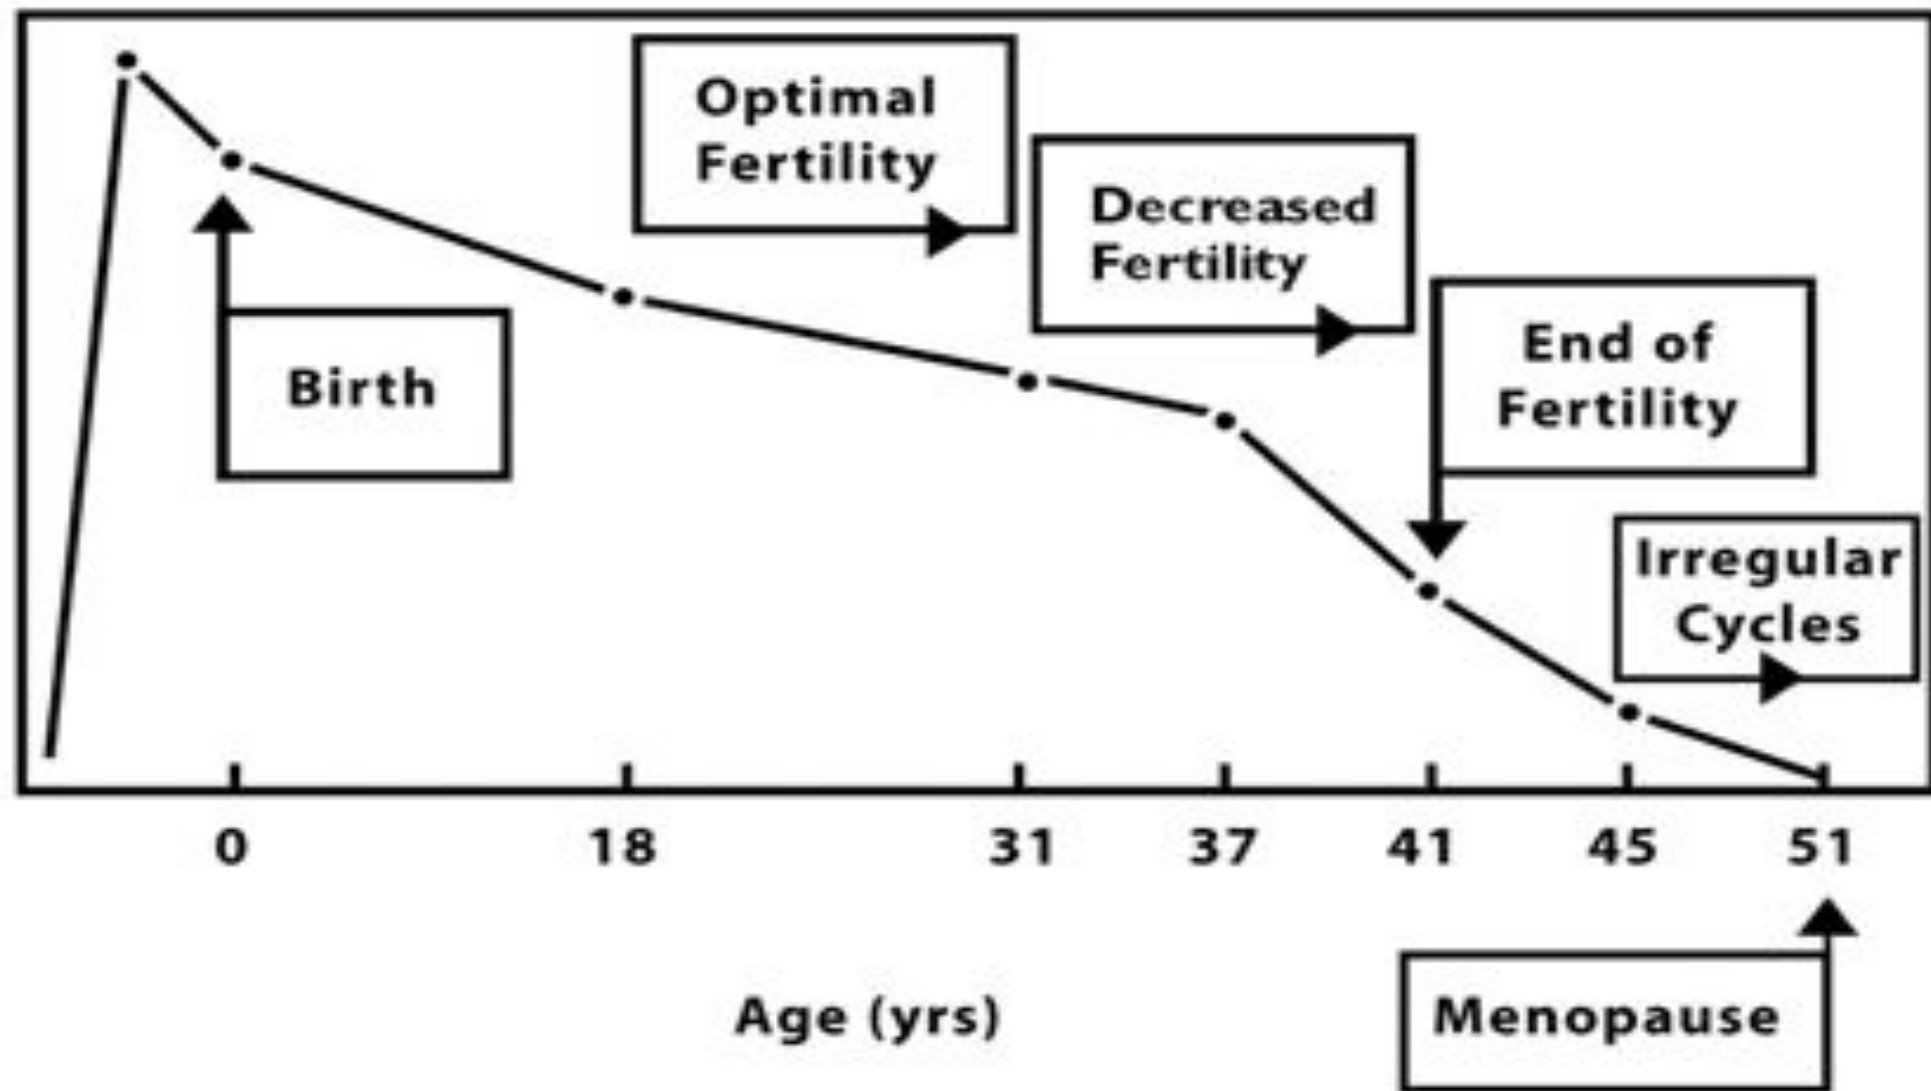 Optimal
Fertility
Decreased
Fertility
End of
Fertility
Birth
Irregular
Cycles
0 18 31 37 41 45 51
Age (yrs)
Menopause